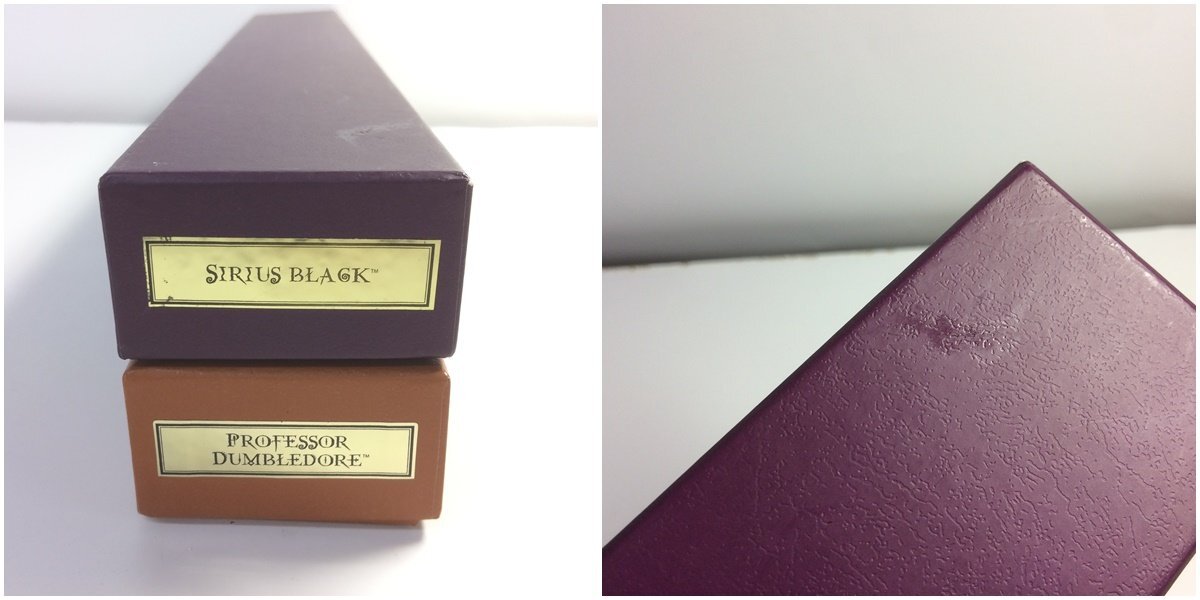 SIRIUS BLACK™
PROFESSOR
DUMBLEDORE™